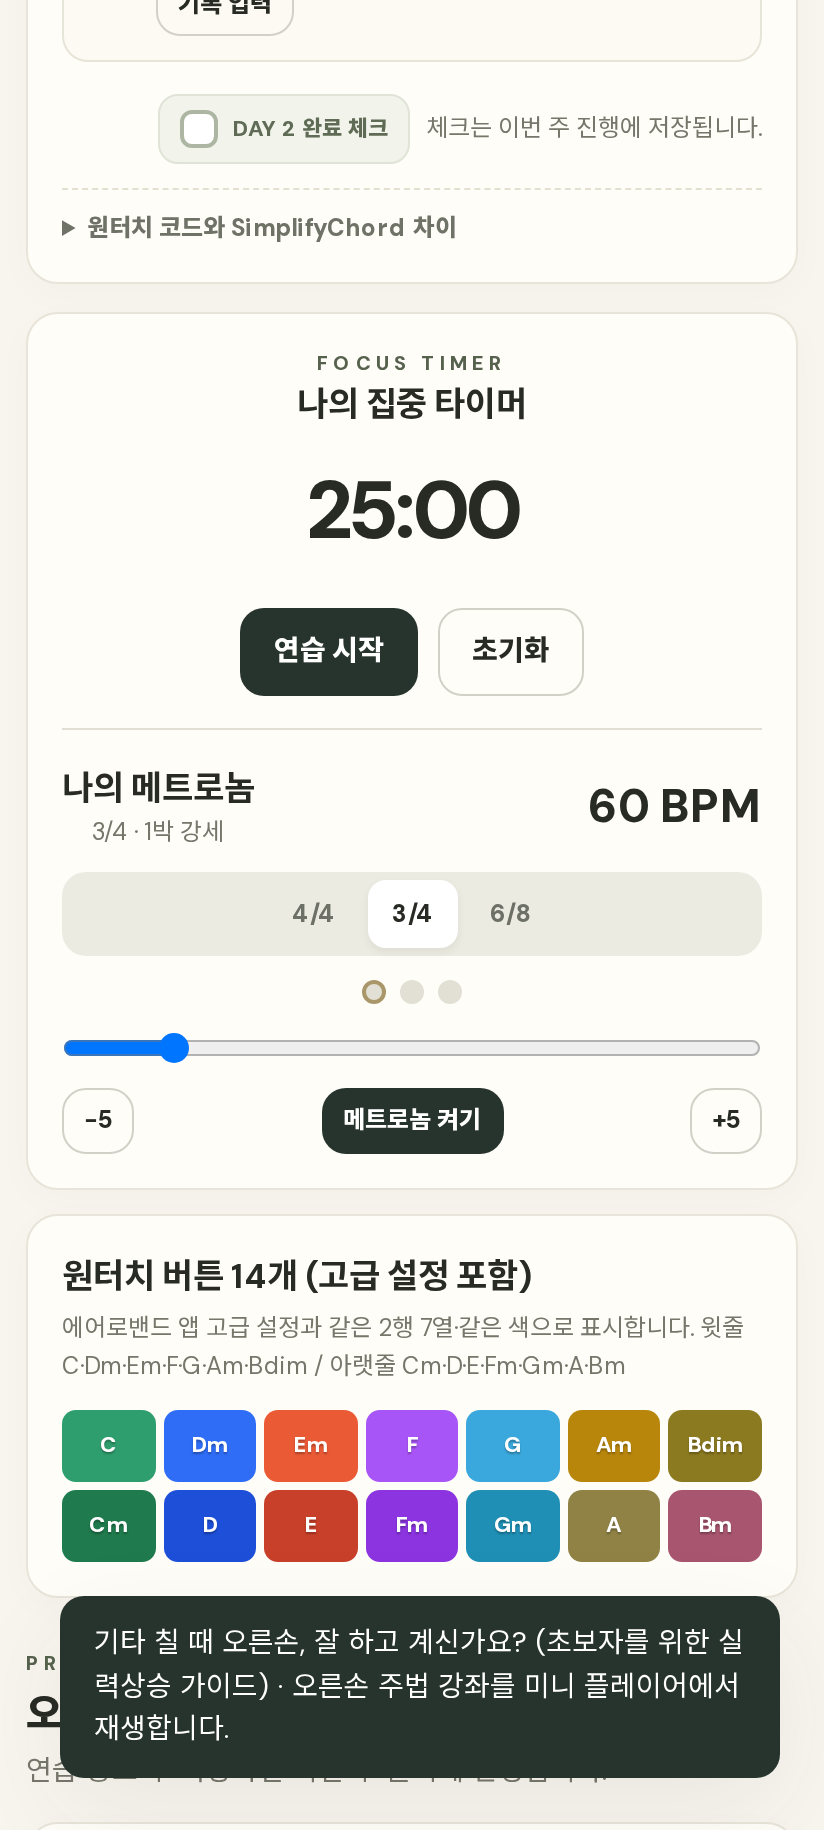 기록 입력
DAY 2 완료 체크
체크는 이번 주 진행에 저장됩니다.
▶ 원터치 코드와 SimplifyChord 차이
FOCUS TIMER
나의 집중 타이머
25:00
연습 시작
초기화
나의 메트로놈
3/4 · 1박 강세
60 BPM
4/4 3/4 6/8
−5
메트로놈 켜기
+5
원터치 버튼 14개 (고급 설정 포함)
에어로밴드 앱 고급 설정과 같은 2행 7열·같은 색으로 표시합니다. 윗줄
C·Dm·Em·F·G·Am·Bdim / 아랫줄 Cm·D·E·Fm·Gm·A·Bm
C Dm Em F G Am Bdim
Cm D E Fm Gm A Bm
기타 칠 때 오른손, 잘 하고 계신가요? (초보자를 위한 실
력상승 가이드) · 오른손 주법 강좌를 미니 플레이어에서
재생합니다.
PR
오
연습